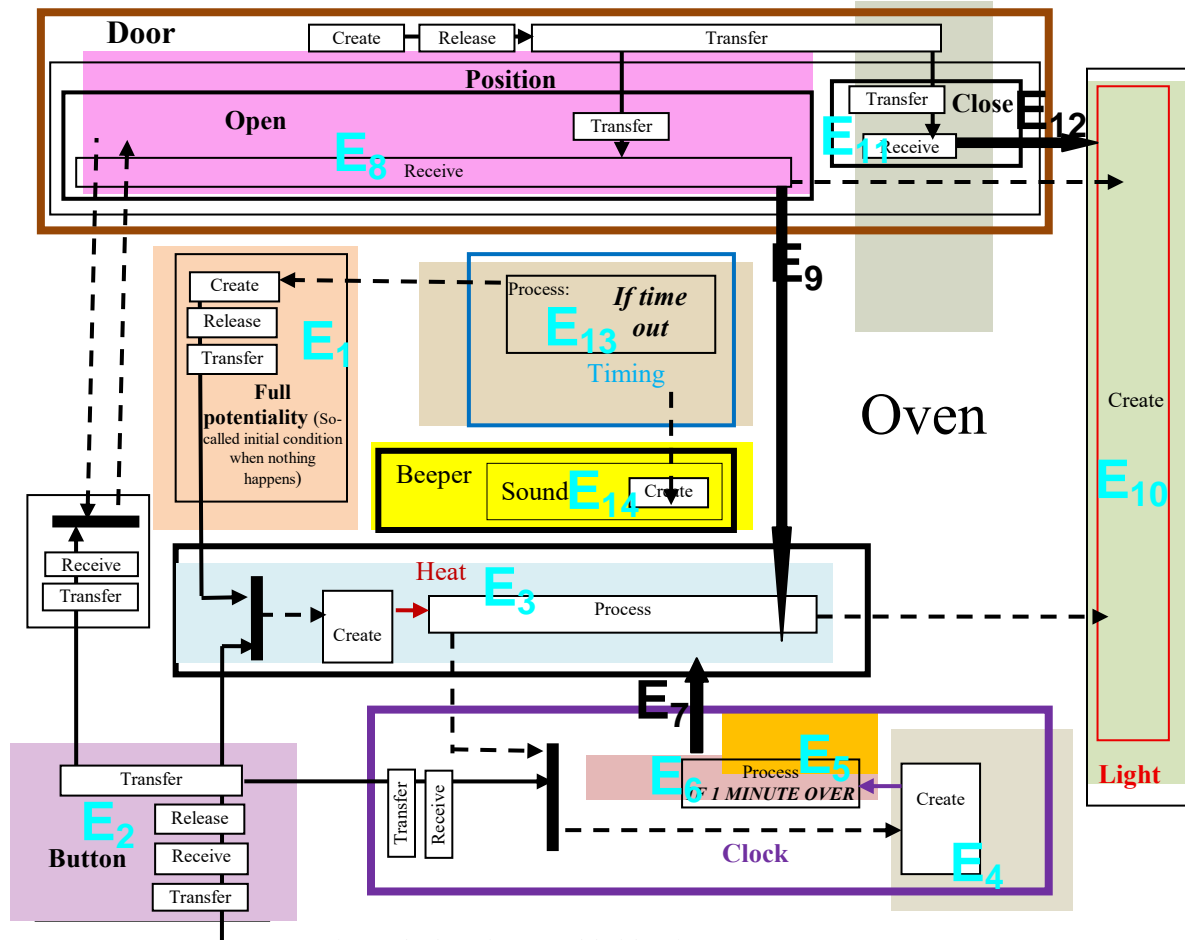 Door
Create
Release
Transfer
Position
Open
Transfer
E8
Receive
Transfer
Close
E11
Receive
E12
E9
Create
Release
Transfer
E1
Full
potentiality (So-
called initial condition
when nothing
happens)
Process:
If time
out
E13
Timing
Oven
Create
E10
Light
Beeper
Sound
Create
E14
Receive
Transfer
Heat
E3
Create
Process
E7
Transfer
E2
Release
Button
Receive
Transfer
Transfer
Receive
E5
E6
Process
IF 1 MINUTE OVER
Create
Clock
E4